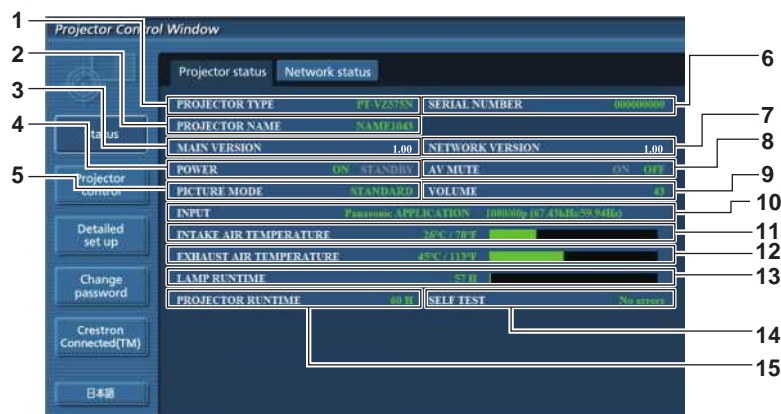 Projector Control Window
1
2
3
4
5
6
7
8
9
10
11
12
13
14
15
Projector status
Network status
PROJECTOR TYPE PT-VZ575N
SERIAL NUMBER 000000000
PROJECTOR NAME NAME1043
MAIN VERSION 1.00
NETWORK VERSION 1.00
POWER ON STANDBY
AV MUTE ON OFF
PICTURE MODE STANDARD
VOLUME 43
INPUT Panasonic APPLICATION 1080/60p (67.43kHz/59.94Hz)
INTAKE AIR TEMPERATURE 26°C / 78°F
EXHAUST AIR TEMPERATURE 45°C / 113°F
LAMP RUNTIME 57 H
PROJECTOR RUNTIME 60 H
SELF TEST No errors
Status
Projector
control
Detailed
set up
Change
password
Crestron
Connected(TM)
日本語